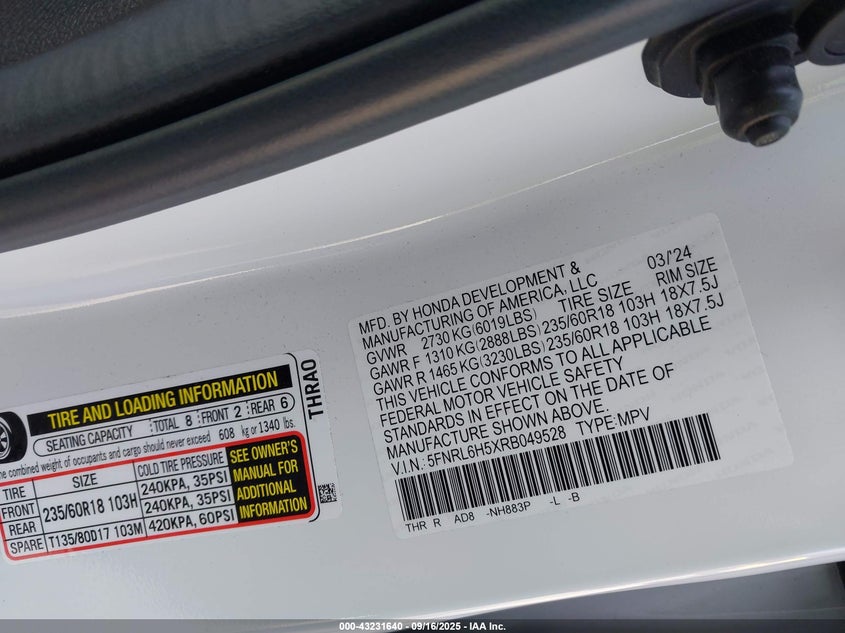 MFD. BY HONDA DEVELOPMENT & 03/'24
MANUFACTURING OF AMERICA, LLC
GVWR 2730 KG (6019LBS) TIRE SIZE RIM SIZE
GAWR F 1310 KG (2888LBS) 235/60R18 103H 18X7.5J
GAWR R 1465 KG (3230LBS) 235/60R18 103H 18X7.5J
THIS VEHICLE CONFORMS TO ALL APPLICABLE
FEDERAL MOTOR VEHICLE SAFETY
STANDARDS IN EFFECT ON THE DATE OF
MANUFACTURE SHOWN ABOVE.
V.I.N.: 5FNRL6H5XRB049528 TYPE:MPV
THR R AD8 -NH883P -L -B
TIRE AND LOADING INFORMATION
SEATING CAPACITY TOTAL 8 FRONT 2 REAR 6
combined weight of occupants and cargo should never exceed 608 kg or 1340 lbs.
TIRE SIZE COLD TIRE PRESSURE
FRONT 235/60R18 103H 240KPA, 35PSI
REAR 240KPA, 35PSI
SPARE T135/80D17 103M 420KPA, 60PSI
SEE OWNER'S
MANUAL FOR
ADDITIONAL
INFORMATION
THRA0
000-43231640 - 09/16/2025 - IAA Inc.